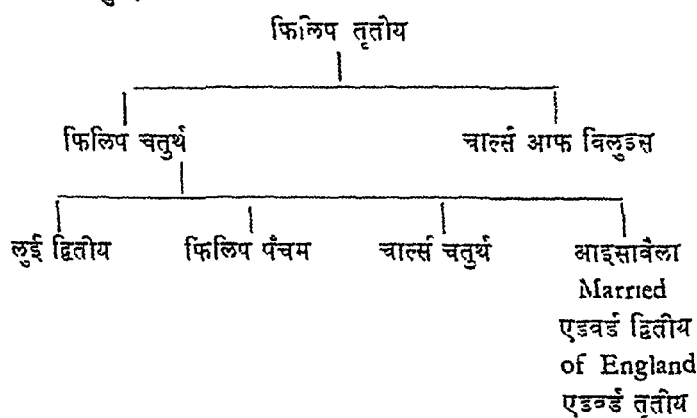 फिलिप तृतीय
फिलिप चतुर्थ चार्ल्स आफ विलुइस
लुई द्वितीय फिलिप पँचम चार्ल्स चतुर्थ आइसावैला
Married
एडवर्ड द्वितीय
of England
एडवर्ड तृतीय